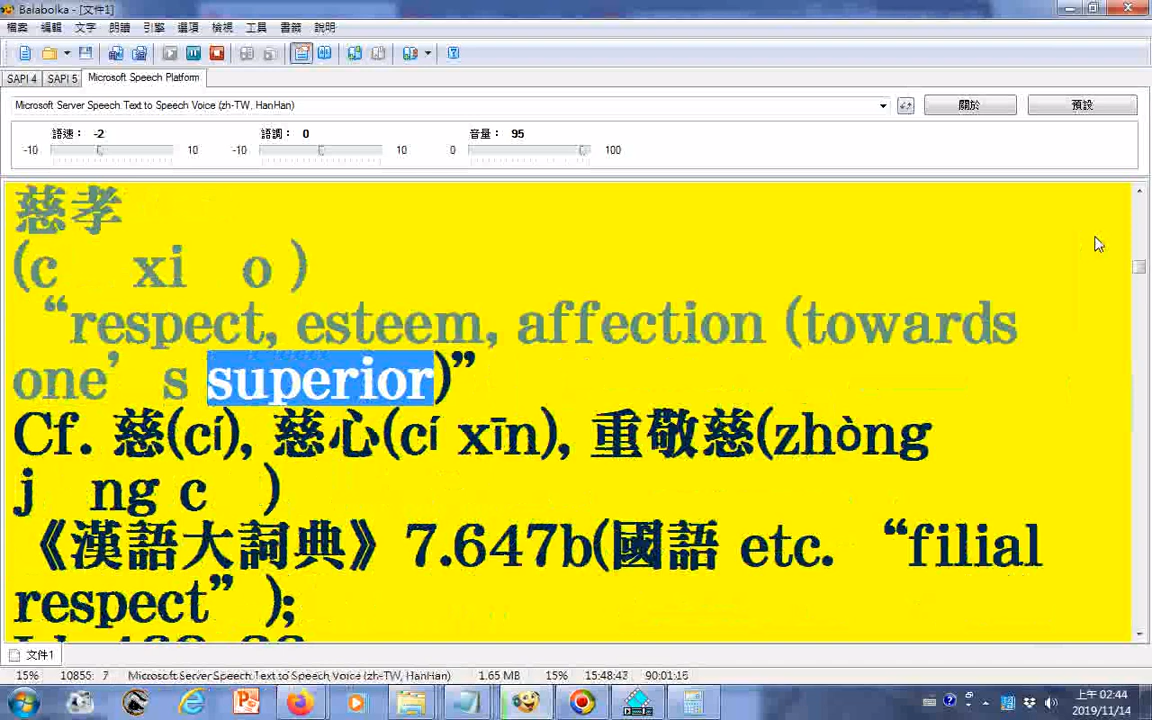 Balabolka - [文件1]
檔案 編輯 文字 朗讀 引擎 選項 檢視 工具 書籤 說明
SAPI 4 SAPI 5 Microsoft Speech Platform
Microsoft Server Speech Text to Speech Voice (zh-TW, HanHan) 關於 預設
語速： -2 語調： 0 音量： 95
-10 10 -10 10 0 100
慈孝
(c xi o )
“respect, esteem, affection (towards
one’ s superior)”
Cf. 慈(cí), 慈心(cí xīn), 重敬慈(zhòng
j ng c )
《漢語大詞典》 7.647b(國語 etc. “filial
respect” );
文件1
15% 10855: 7 Microsoft Server Speech Text to Speech Voice (zh-TW, HanHan) 1.65 MB 15% 15:48:43 90:01:16
上午 02:44
2019/11/14